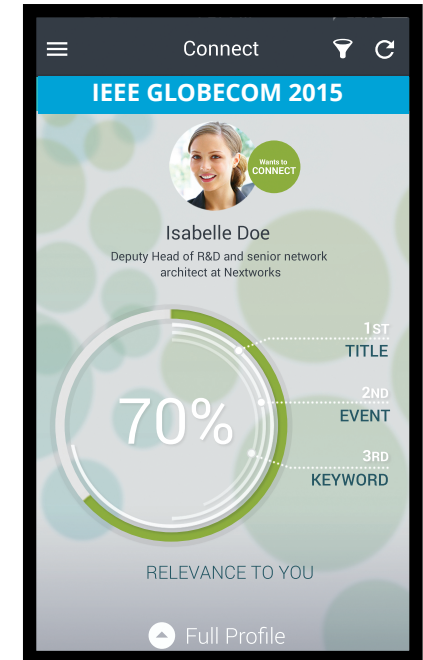 Connect
IEEE GLOBECOM 2015
Wants to
CONNECT
Isabelle Doe
Deputy Head of R&D and senior network
architect at Nextworks
1ST
TITLE
70%
2ND
EVENT
3RD
KEYWORD
RELEVANCE TO YOU
Full Profile